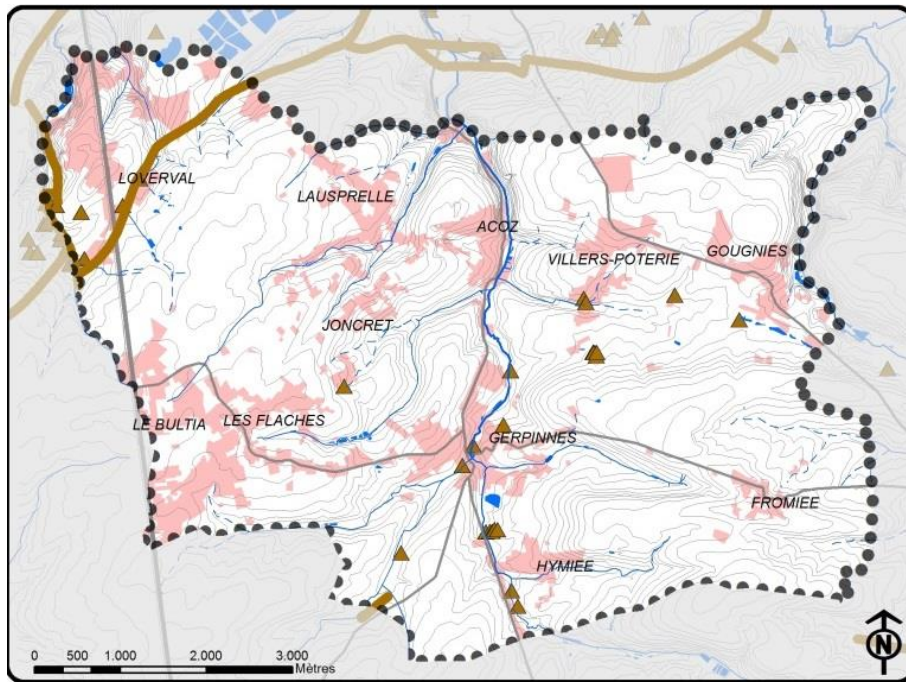 LOVERVAL
LAUSPRELLE
ACOZ
VILLERS-POTERIE
GOUGNIES
JONCRET
LE BULTIA
LES FLACHES
GERPINNES
FROMIEE
HYMIEE
0 500 1.000 2.000 3.000
Mètres
N